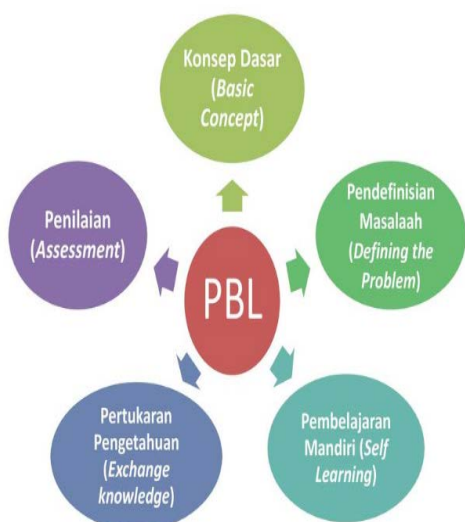 Konsep Dasar
(Basic
Concept)
Pendefinisian
Masalaah
(Defining the
Problem)
Penilaian
(Assessment)
PBL
Pertukaran
Pengetahuan
(Exchange
knowledge)
Pembelajaran
Mandiri (Self
Learning)